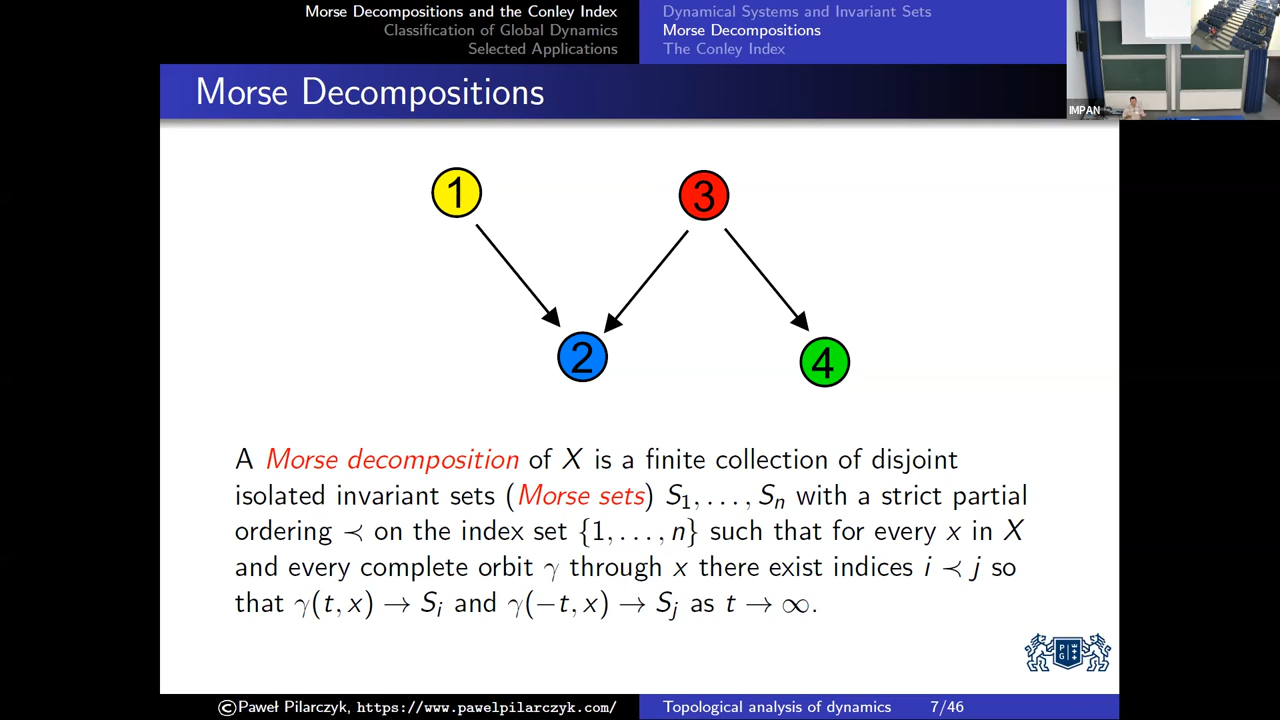 Morse Decompositions and the Conley Index
Classification of Global Dynamics
Selected Applications
Dynamical Systems and Invariant Sets
Morse Decompositions
The Conley Index
IMPAN
Morse Decompositions
1
3
2
4
A Morse decomposition of X is a finite collection of disjoint
isolated invariant sets (Morse sets) S₁, . . . , Sₙ with a strict partial
ordering ≺ on the index set {1, . . . , n} such that for every x in X
and every complete orbit γ through x there exist indices i ≺ j so
that γ(t, x) → Sᵢ and γ(−t, x) → Sⱼ as t → ∞.
P
G
©Paweł Pilarczyk, https://www.pawelpilarczyk.com/
Topological analysis of dynamics
7/46